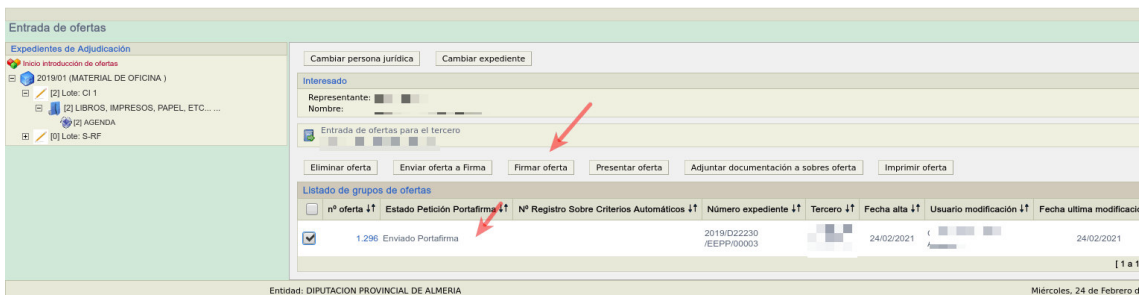 Entrada de ofertas
Expedientes de Adjudicación
Inicio introducción de ofertas
2019/01 (MATERIAL DE OFICINA )
[2] Lote: CI 1
[2] LIBROS, IMPRESOS, PAPEL, ETC... ...
[2] AGENDA
[0] Lote: S-RF
Cambiar persona jurídica Cambiar expediente
Interesado
Representante:
Nombre:
Entrada de ofertas para el tercero
Eliminar oferta Enviar oferta a Firma Firmar oferta Presentar oferta Adjuntar documentación a sobres oferta Imprimir oferta
Listado de grupos de ofertas
nº oferta ↓↑ Estado Petición Portafirma ↓↑ Nº Registro Sobre Criterios Automáticos ↓↑ Número expediente ↓↑ Tercero ↓↑ Fecha alta ↓↑ Usuario modificación ↓↑ Fecha ultima modificacio
1.296 Enviado Portafirma 2019/D22230 24/02/2021 24/02/2021
/EEPP/00003
[ 1 a 1
Entidad: DIPUTACION PROVINCIAL DE ALMERIA Miércoles, 24 de Febrero d